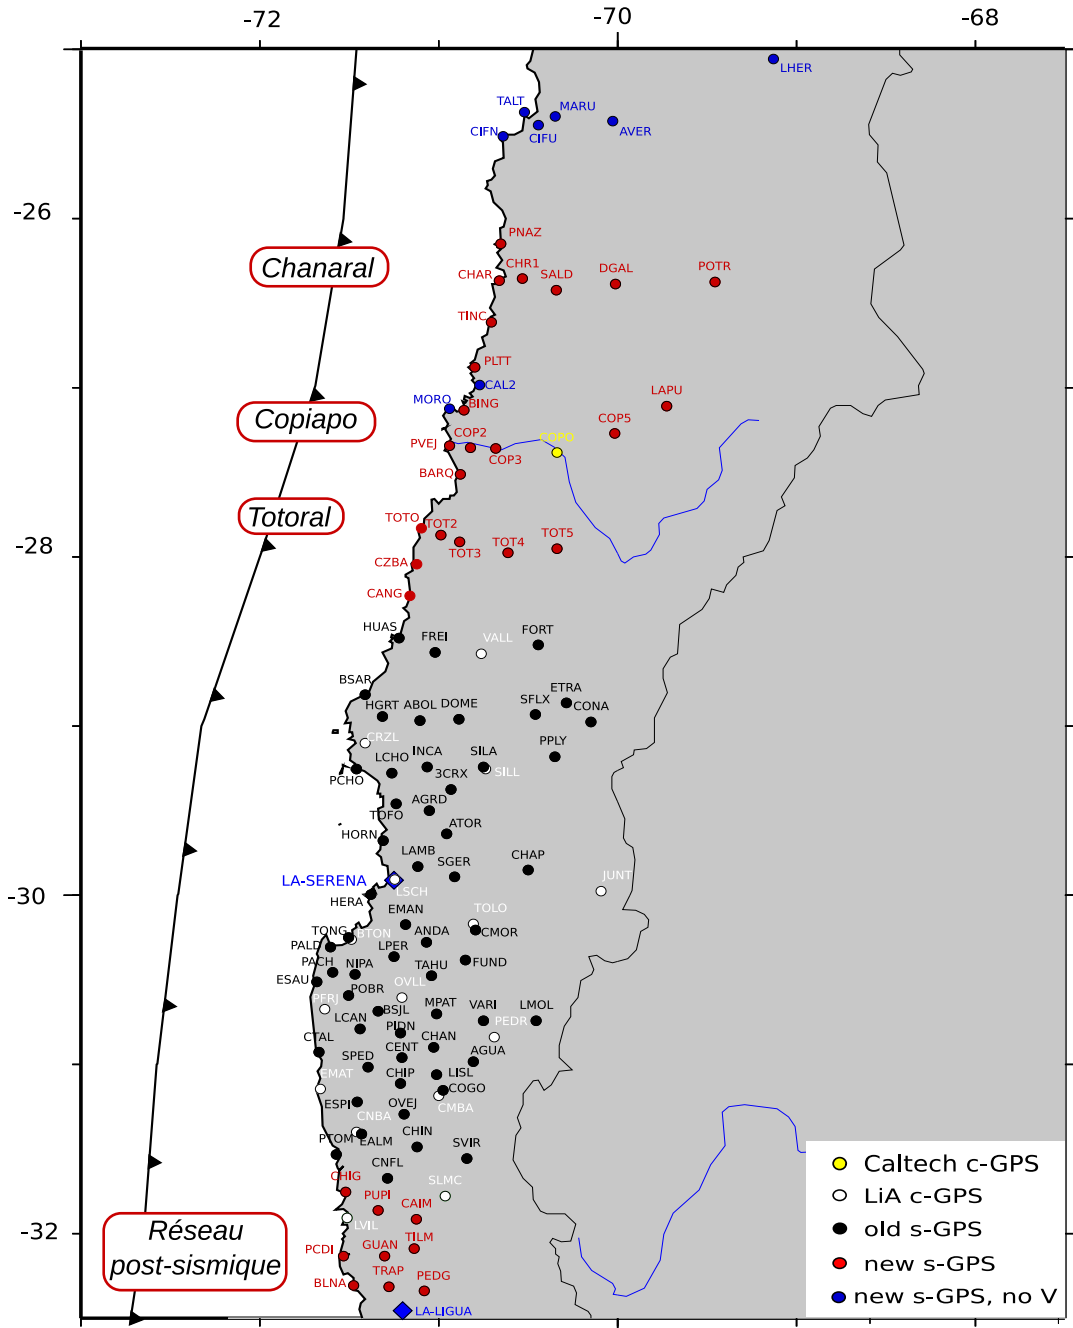 -72 -70 -68
LHER
TALT
MARU
CIFN
CIFU
AVER
-26
PNAZ
Chanaral
CHAR
CHR1
SALD
DGAL
POTR
TINC
PLTT
CAL2
MORO
BING
LAPU
Copiapo
PVEJ
COP2
COP3
COPO
COP5
BARQ
Totoral
TOTO
TOT2
TOT3
TOT4
TOT5
-28
CZBA
CANG
HUAS
FREI
VALL
FORT
BSAR
HGRT
ABOL
DOME
SFLX
ETRA
CONA
CRZL
PCHO
LCHO
INCA
SILA
SILL
PPLY
3CRX
TOFO
AGRD
HORN
ATOR
LAMB
SGER
CHAP
JUNT
LA-SERENA
LSCH
-30
HERA
EMAN
TOLO
TONG
BTON
ANDA
CMOR
PALD
LPER
PACH
NIPA
TAHU
FUND
ESAU
POBR
OVLL
PFRJ
BSJL
MPAT
VARI
LMOL
LCAN
PIDN
PEDR
CTAL
CHAN
SPED
CENT
AGUA
EMAT
CHIP
LISL
COGO
ESPI
OVEJ
CMBA
CNBA
PTOM
EALM
CHIN
SVIR
CNFL
CHIG
SLMC
PUPI
LVIL
CAIM
-32
Réseau
post-sismique
PCDI
GUAN
TILM
BLNA
TRAP
PEDG
LA-LIGUA
Caltech c-GPS
LiA c-GPS
old s-GPS
new s-GPS
new s-GPS, no V